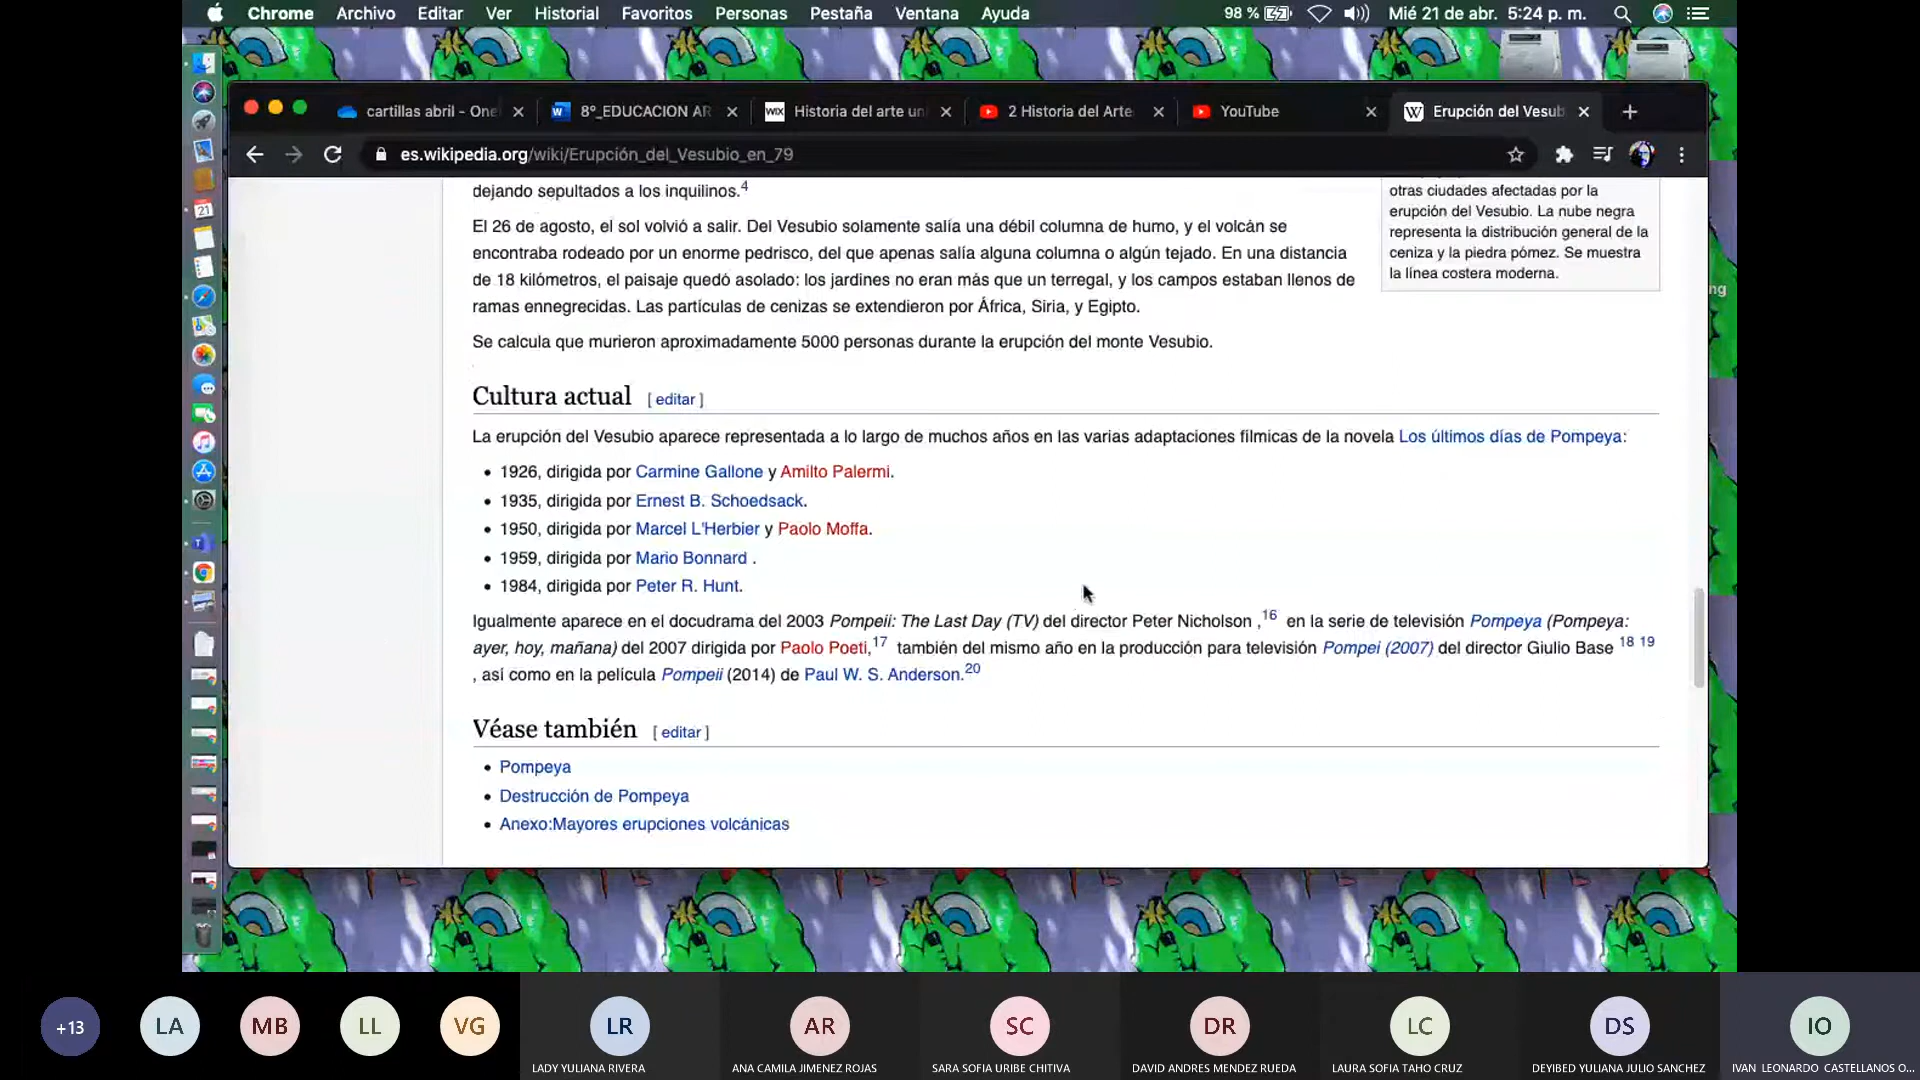 Chrome Archivo Editar Ver Historial Favoritos Personas Pestaña Ventana Ayuda 98 % Mié 21 de abr. 5:24 p. m.
cartillas abril - One 8º_EDUCACION AR WIX Historia del arte uni 2 Historia del Arte YouTube W Erupción del Vesub
es.wikipedia.org/wiki/Erupción_del_Vesubio_en_79
dejando sepultados a los inquilinos.4
El 26 de agosto, el sol volvió a salir. Del Vesubio solamente salía una débil columna de humo, y el volcán se
encontraba rodeado por un enorme pedrisco, del que apenas salía alguna columna o algún tejado. En una distancia
de 18 kilómetros, el paisaje quedó asolado: los jardines no eran más que un terregal, y los campos estaban llenos de
ramas ennegrecidas. Las partículas de cenizas se extendieron por África, Siria, y Egipto.
Se calcula que murieron aproximadamente 5000 personas durante la erupción del monte Vesubio.
otras ciudades afectadas por la
erupción del Vesubio. La nube negra
representa la distribución general de la
ceniza y la piedra pómez. Se muestra
la línea costera moderna.
ng
Cultura actual [ editar ]
La erupción del Vesubio aparece representada a lo largo de muchos años en las varias adaptaciones fílmicas de la novela Los últimos días de Pompeya:
• 1926, dirigida por Carmine Gallone y Amilto Palermi.
• 1935, dirigida por Ernest B. Schoedsack.
• 1950, dirigida por Marcel L'Herbier y Paolo Moffa.
• 1959, dirigida por Mario Bonnard .
• 1984, dirigida por Peter R. Hunt.
Igualmente aparece en el docudrama del 2003 Pompeii: The Last Day (TV) del director Peter Nicholson ,16 en la serie de televisión Pompeya (Pompeya:
ayer, hoy, mañana) del 2007 dirigida por Paolo Poeti,17 también del mismo año en la producción para televisión Pompei (2007) del director Giulio Base 18 19
, así como en la película Pompeii (2014) de Paul W. S. Anderson.20
Véase también [ editar ]
• Pompeya
• Destrucción de Pompeya
• Anexo:Mayores erupciones volcánicas
21
+13 LA MB LL VG LR AR SC DR LC DS IO
LADY YULIANA RIVERA ANA CAMILA JIMENEZ ROJAS SARA SOFIA URIBE CHITIVA DAVID ANDRES MENDEZ RUEDA LAURA SOFIA TAHO CRUZ DEYIBED YULIANA JULIO SANCHEZ IVAN LEONARDO CASTELLANOS O...